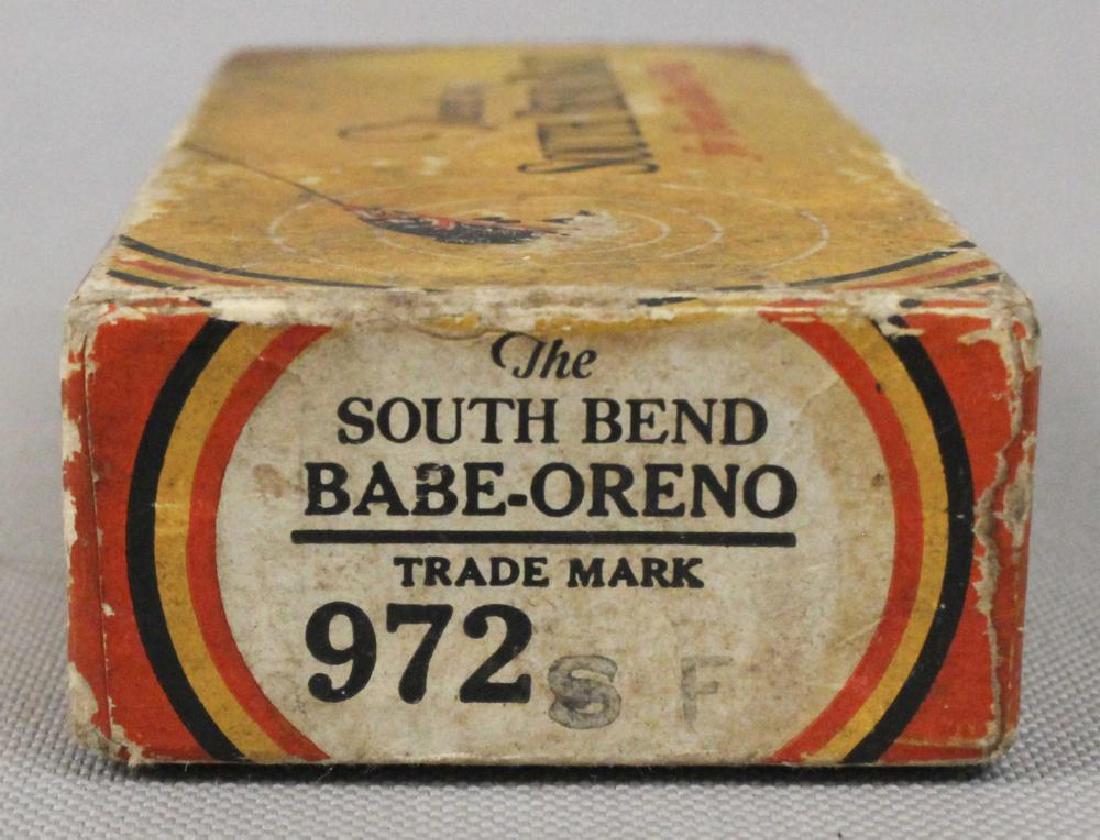 The
SOUTH BEND
BABE-ORENO
TRADE MARK
972 S F